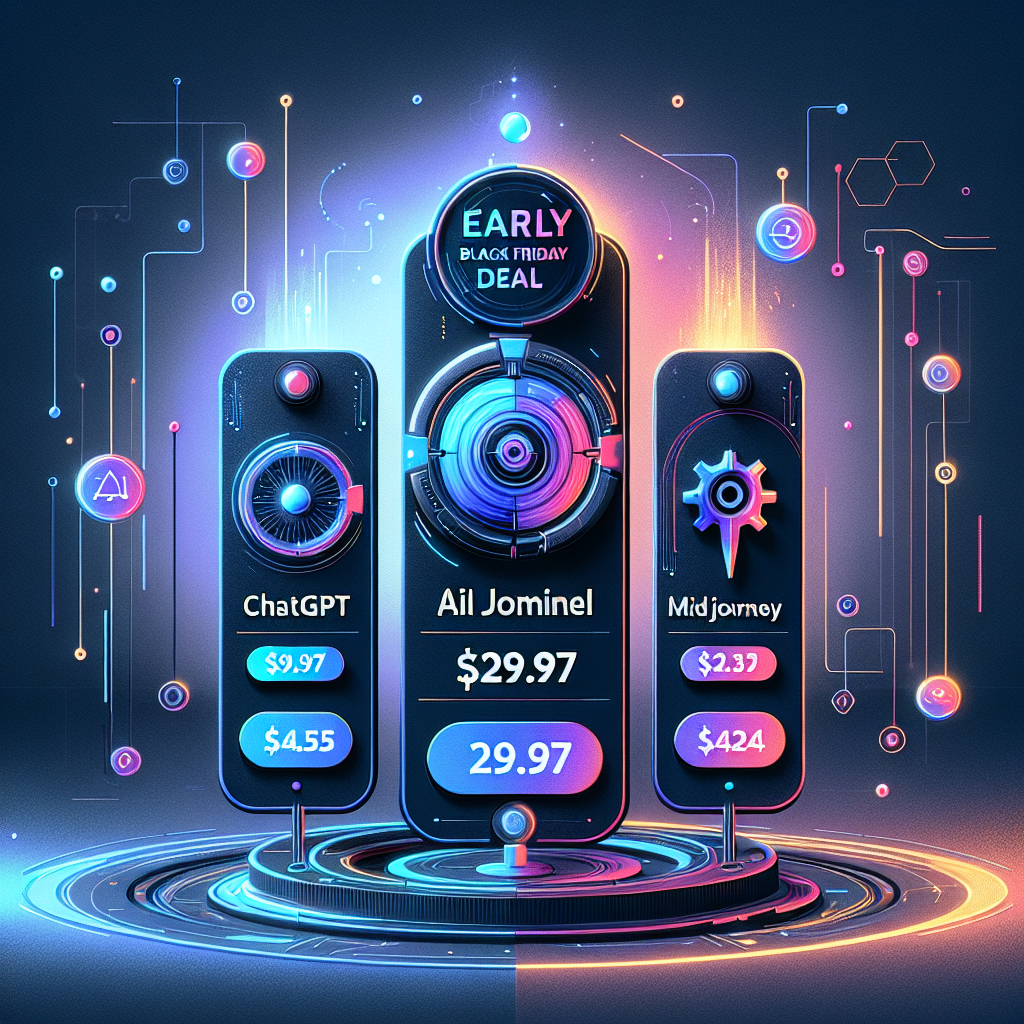 EARLY
BLACK FRIDAY
DEAL
ChatGPT
$9.97
$4.55
Ail Jominel
$29.97
29.97
Midjourney
$2.37
$424